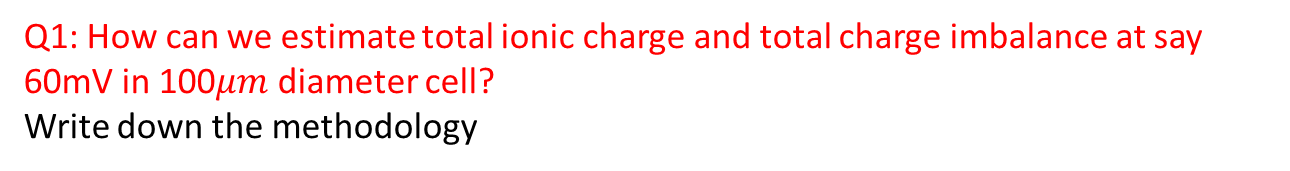 Q1: How can we estimate total ionic charge and total charge imbalance at say
60mV in 100μm diameter cell?
Write down the methodology